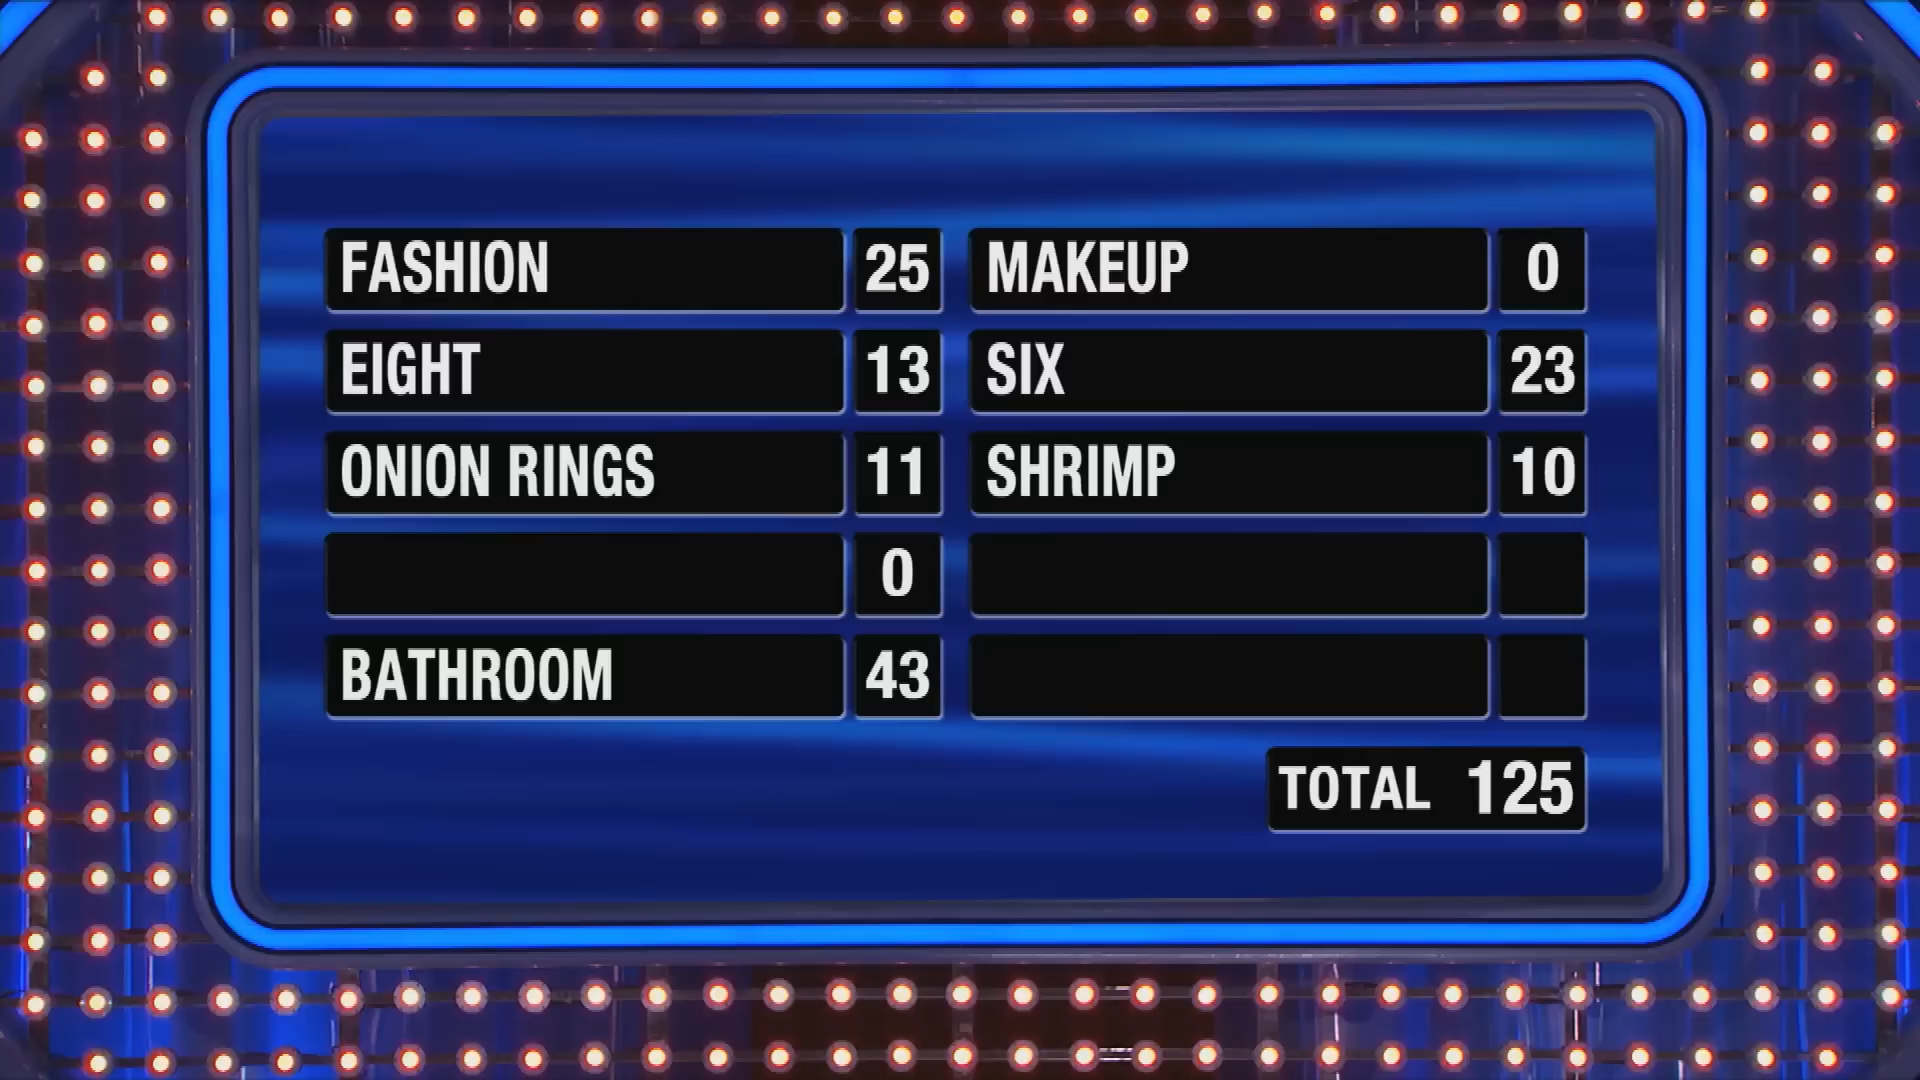 FASHION 25 MAKEUP 0
EIGHT 13 SIX 23
ONION RINGS 11 SHRIMP 10
0
BATHROOM 43
TOTAL 125